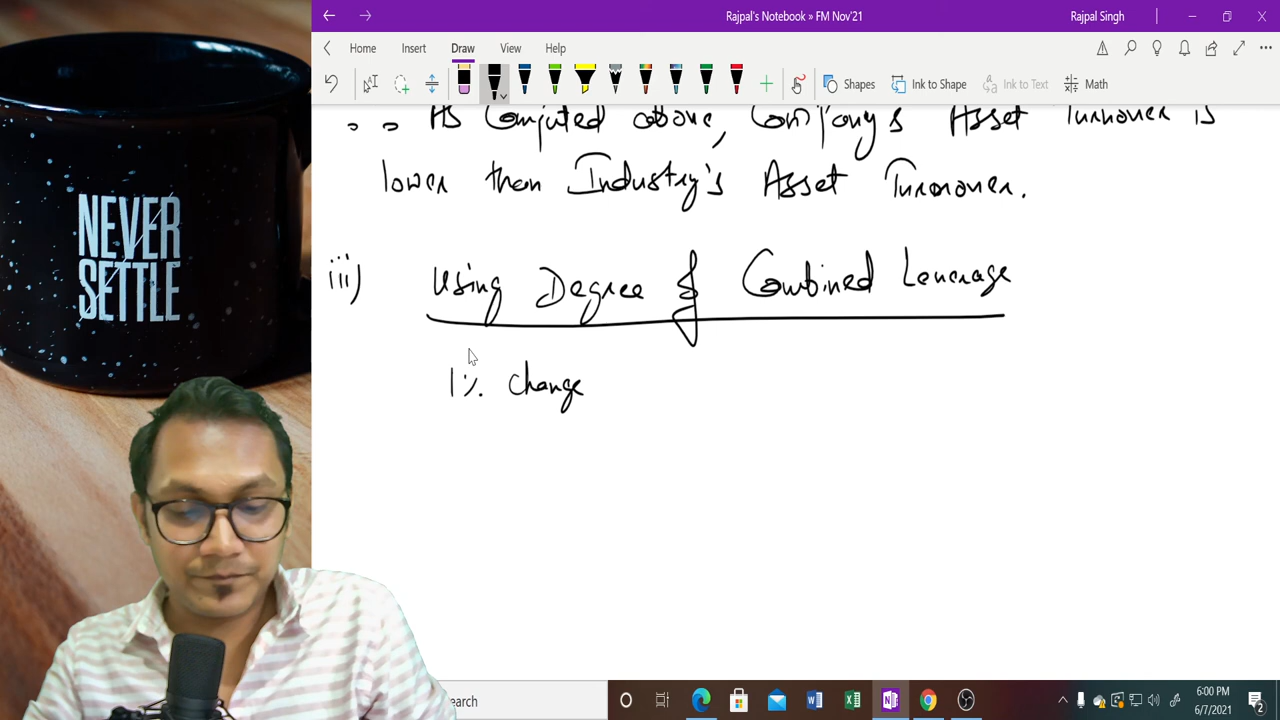 Rajpal's Notebook » FM Nov'21
Rajpal Singh
Home Insert Draw View Help
Shapes Ink to Shape Ink to Text Math
∴ As Computed above, Company's Asset Turnover is
lower than Industry's Asset Turnover.
iii) Using Degree of Combined Leverage
1% Change
NEVER
SETTLE
earch
6:00 PM
6/7/2021
2